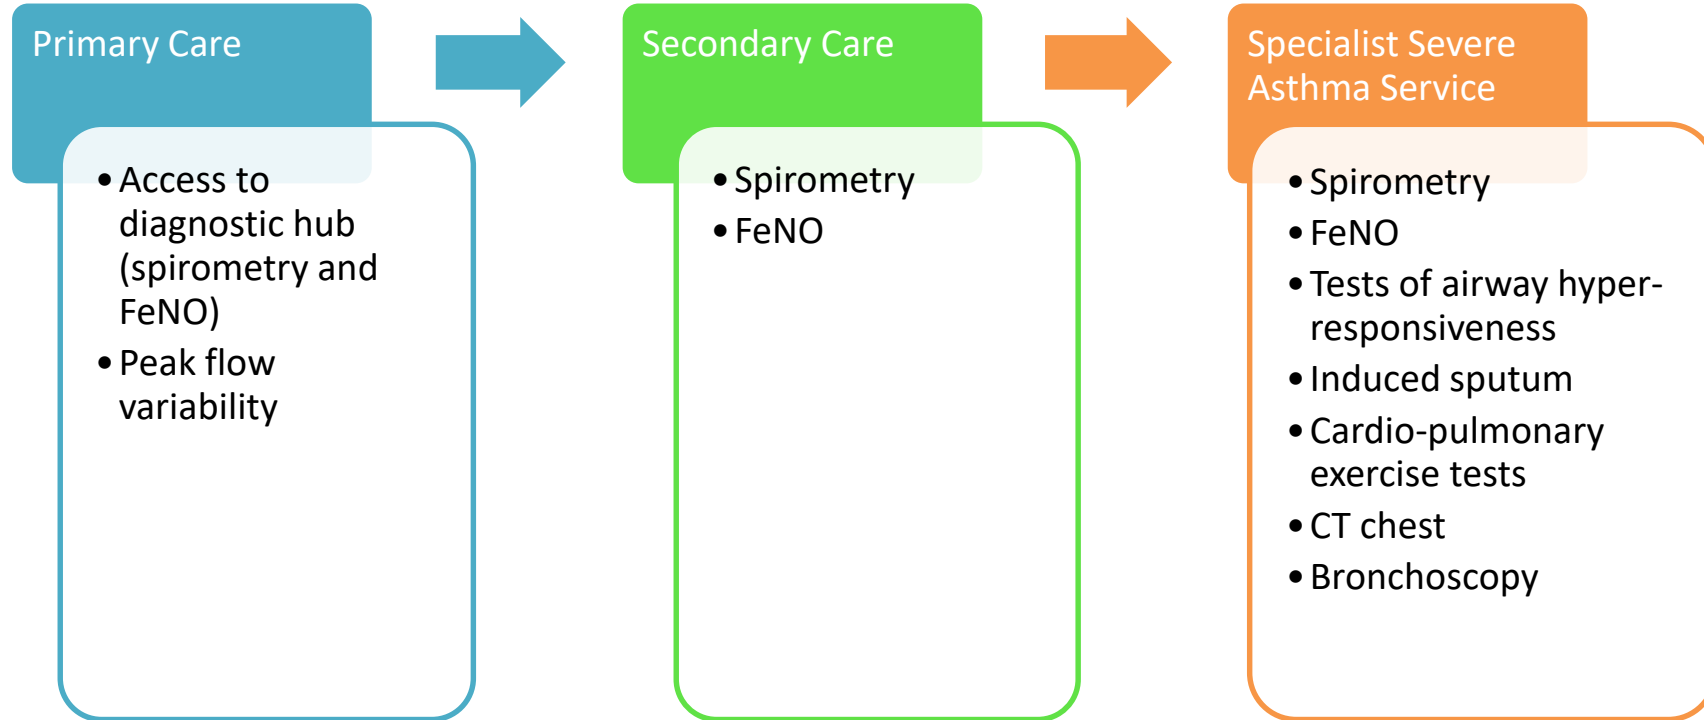 Primary Care
• Access to
diagnostic hub
(spirometry and
FeNO)
• Peak flow
variability
Secondary Care
• Spirometry
• FeNO
Specialist Severe
Asthma Service
• Spirometry
• FeNO
• Tests of airway hyper-
responsiveness
• Induced sputum
• Cardio-pulmonary
exercise tests
• CT chest
• Bronchoscopy